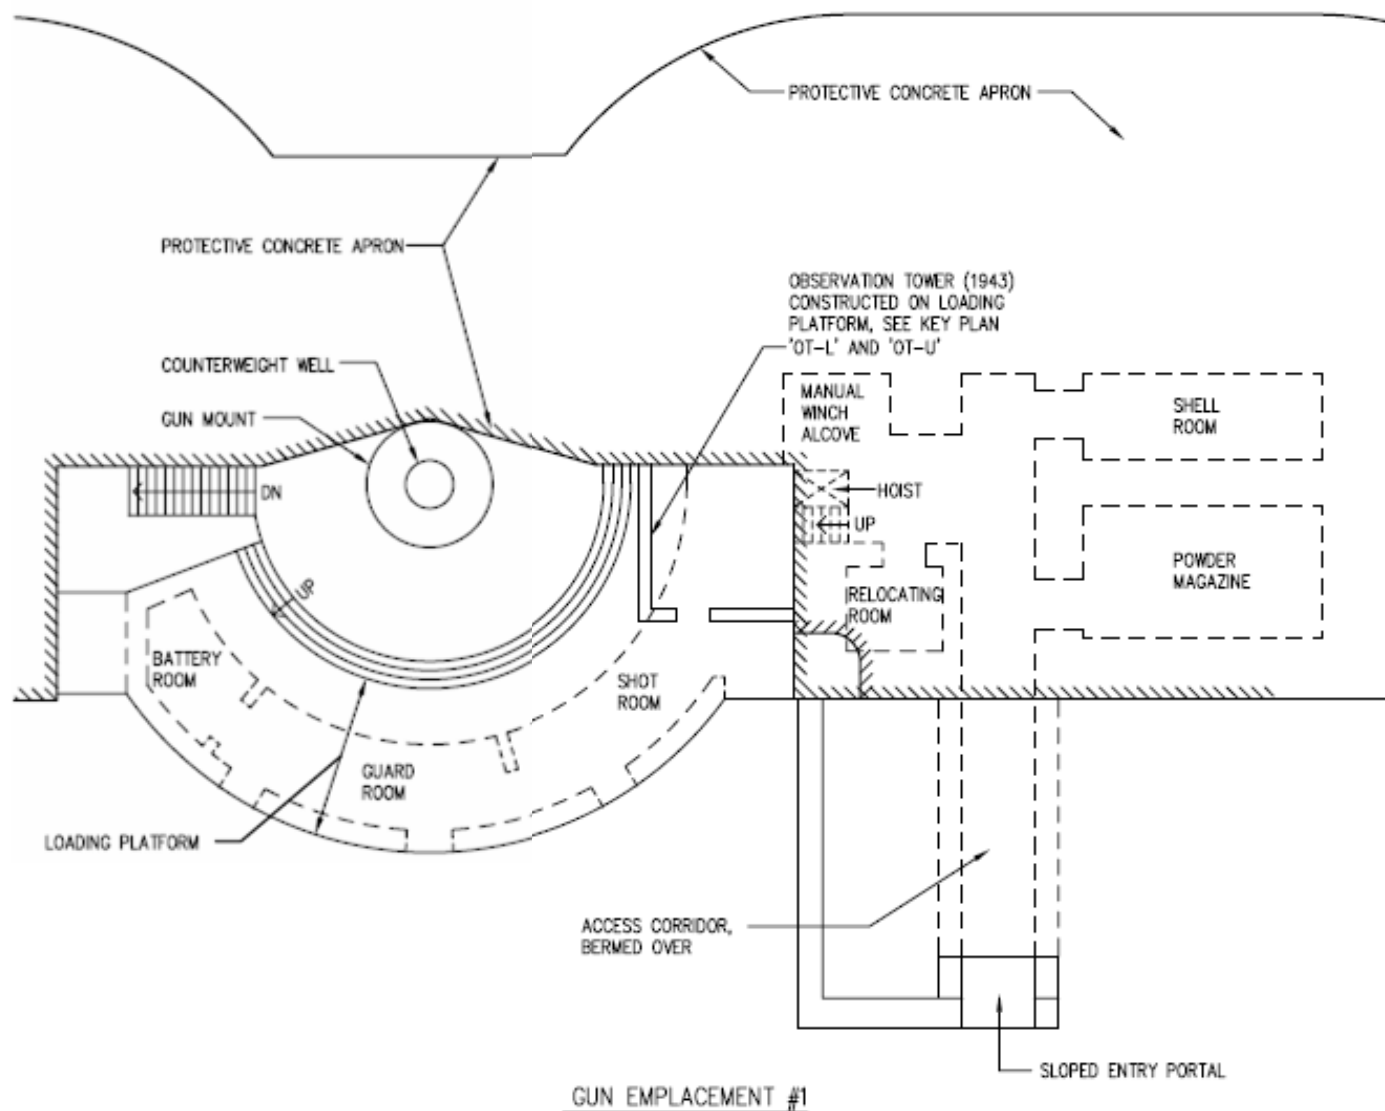 PROTECTIVE CONCRETE APRON
PROTECTIVE CONCRETE APRON
OBSERVATION TOWER (1943)
CONSTRUCTED ON LOADING
PLATFORM, SEE KEY PLAN
'OT-L' AND 'OT-U'
COUNTERWEIGHT WELL
GUN MOUNT
MANUAL
WINCH
ALCOVE
SHELL
ROOM
DN
HOIST
UP
POWDER
MAGAZINE
UP
RELOCATING
ROOM
BATTERY
ROOM
SHOT
ROOM
GUARD
ROOM
LOADING PLATFORM
ACCESS CORRIDOR,
BERMED OVER
SLOPED ENTRY PORTAL
GUN EMPLACEMENT #1